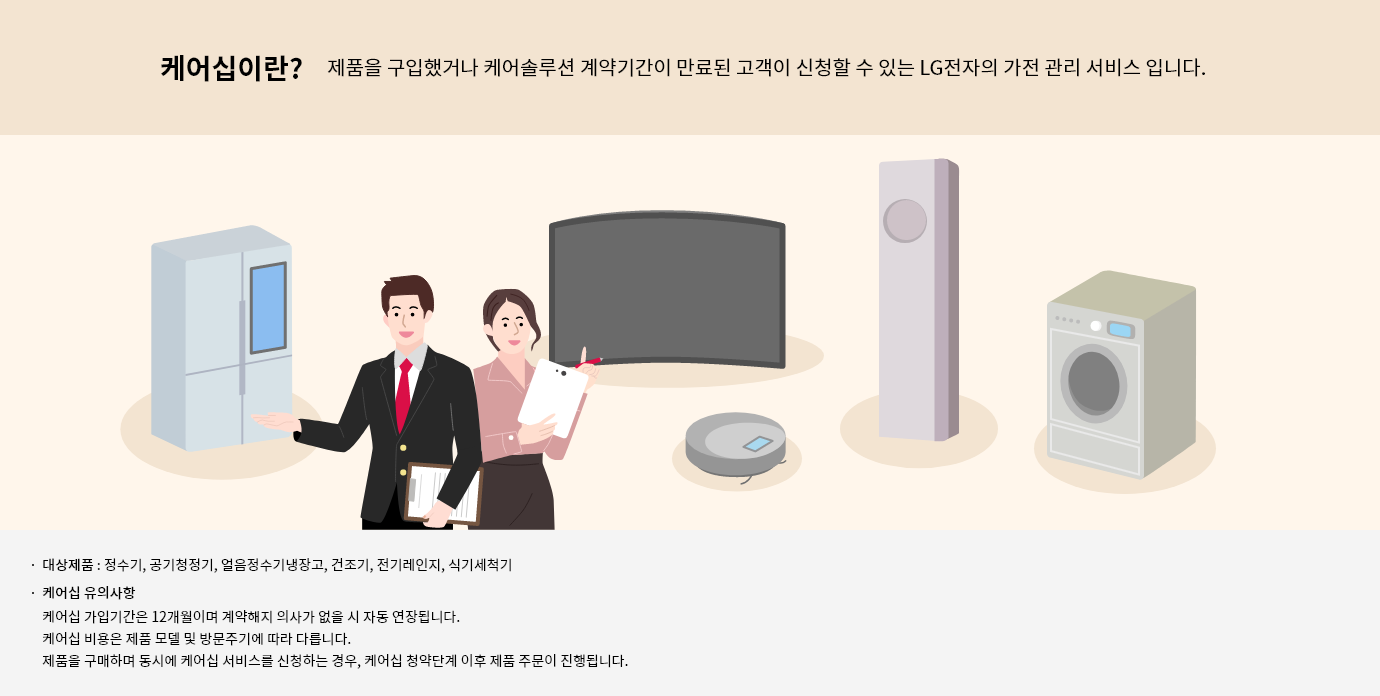 케어십이란? 제품을 구입했거나 케어솔루션 계약기간이 만료된 고객이 신청할 수 있는 LG전자의 가전 관리 서비스 입니다.
· 대상제품 : 정수기, 공기청정기, 얼음정수기냉장고, 건조기, 전기레인지, 식기세척기
· 케어십 유의사항
케어십 가입기간은 12개월이며 계약해지 의사가 없을 시 자동 연장됩니다.
케어십 비용은 제품 모델 및 방문주기에 따라 다릅니다.
제품을 구매하며 동시에 케어십 서비스를 신청하는 경우, 케어십 청약단계 이후 제품 주문이 진행됩니다.